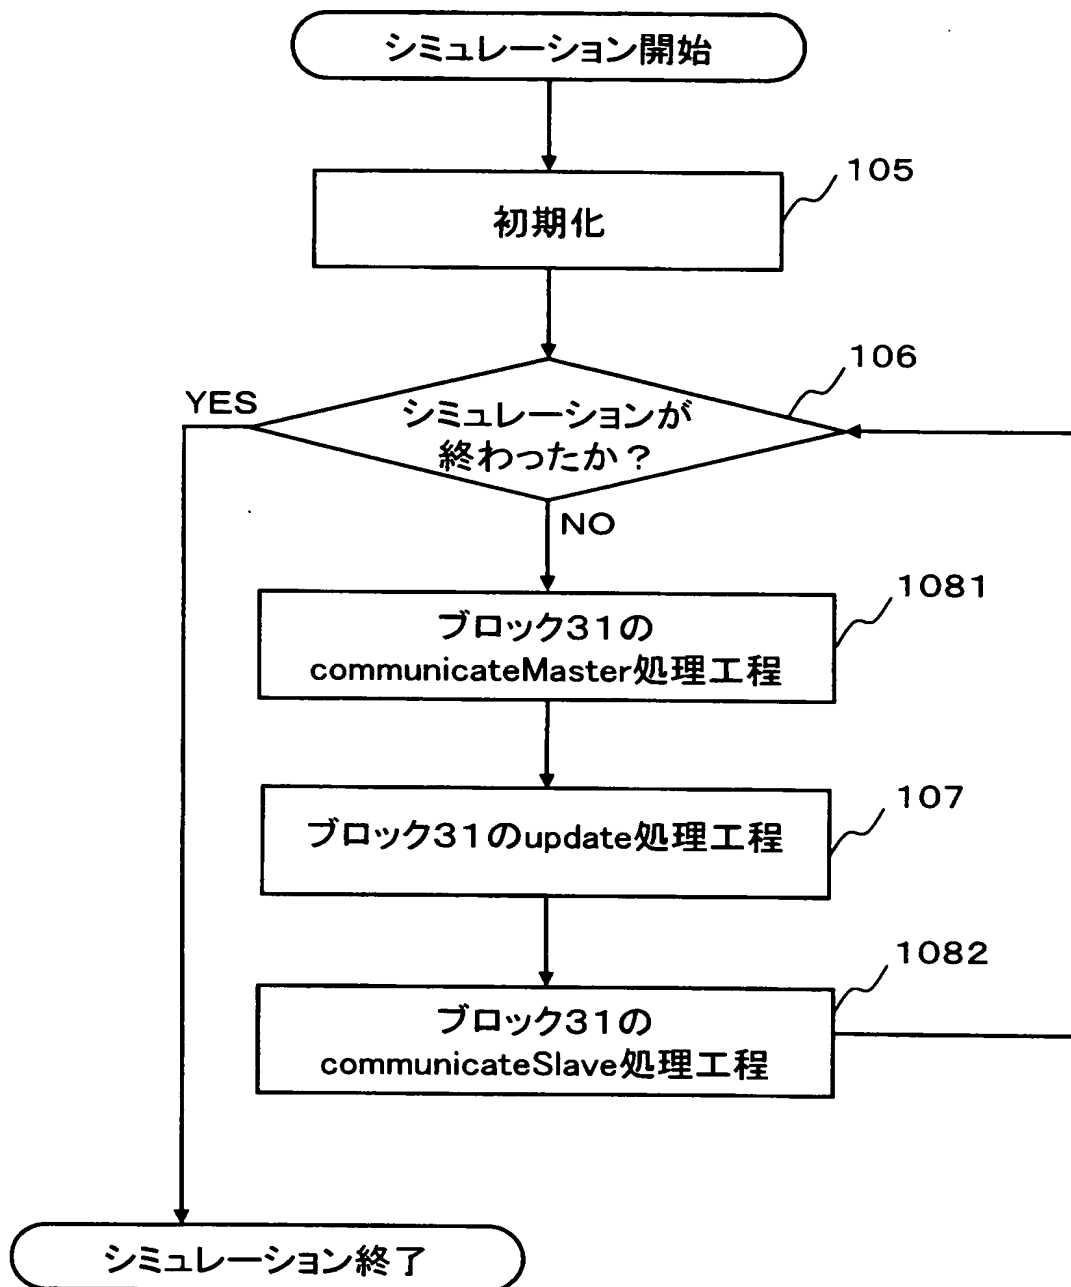 シミュレーション開始
105
初期化
106
YES
シミュレーションが
終わったか？
NO
1081
ブロック31の
communicateMaster処理工程
107
ブロック31のupdate処理工程
1082
ブロック31の
communicateSlave処理工程
シミュレーション終了